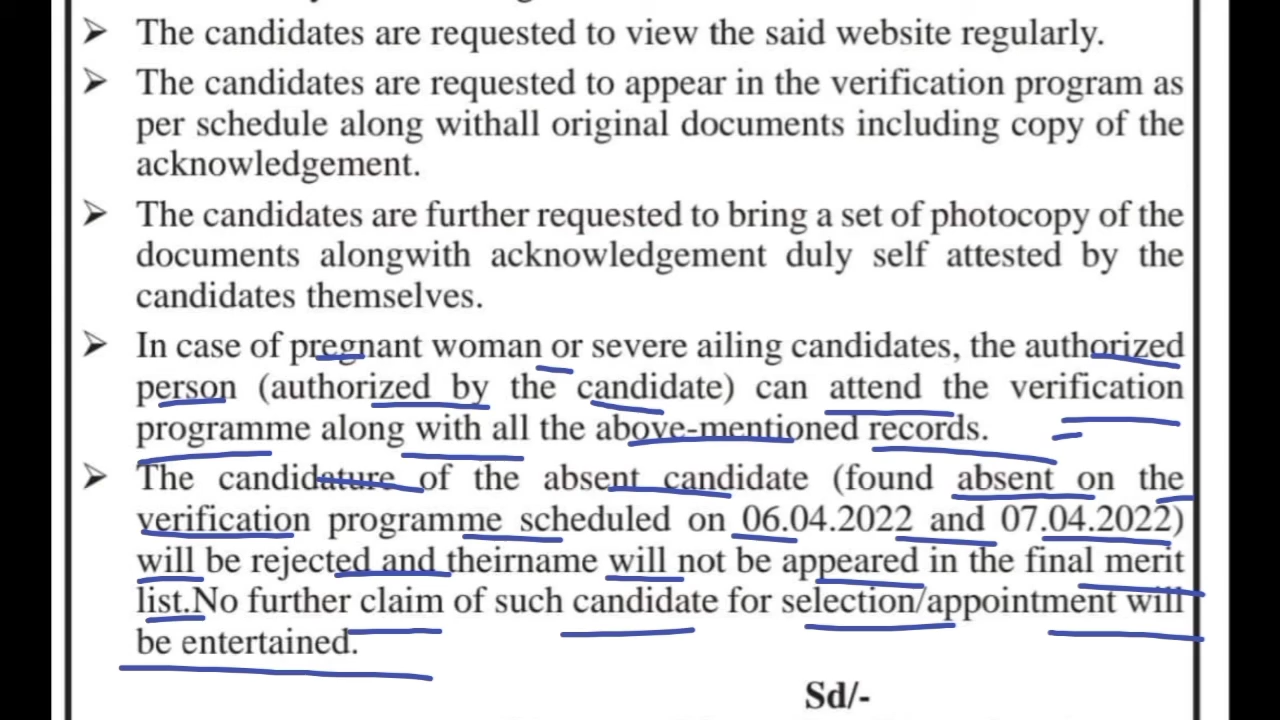 ➤ The candidates are requested to view the said website regularly.
➤ The candidates are requested to appear in the verification program as
per schedule along withall original documents including copy of the
acknowledgement.
➤ The candidates are further requested to bring a set of photocopy of the
documents alongwith acknowledgement duly self attested by the
candidates themselves.
➤ In case of pregnant woman or severe ailing candidates, the authorized
person (authorized by the candidate) can attend the verification
programme along with all the above-mentioned records.
➤ The candidature of the absent candidate (found absent on the
verification programme scheduled on 06.04.2022 and 07.04.2022)
will be rejected and theirname will not be appeared in the final merit
list.No further claim of such candidate for selection/appointment will
be entertained.
Sd/-